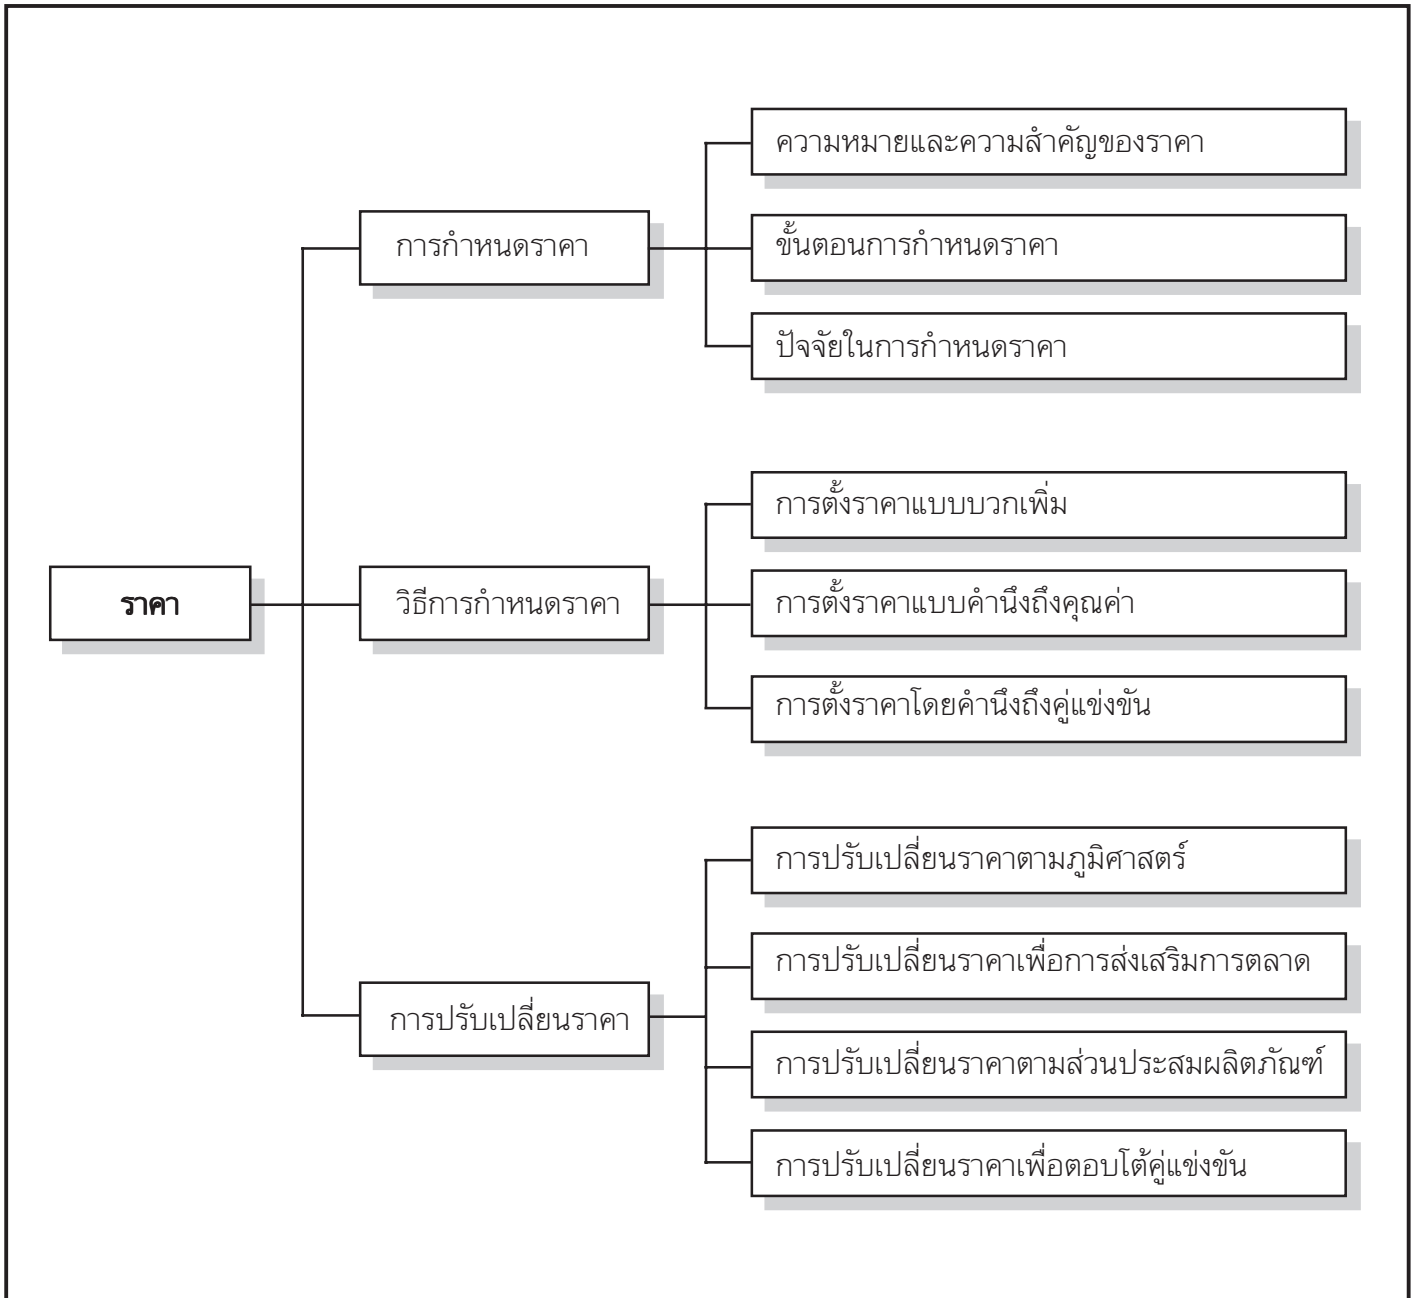 ราคา
การกำหนดราคา
ความหมายและความสำคัญของราคา
ขั้นตอนการกำหนดราคา
ปัจจัยในการกำหนดราคา
วิธีการกำหนดราคา
การตั้งราคาแบบบวกเพิ่ม
การตั้งราคาแบบคำนึงถึงคุณค่า
การตั้งราคาโดยคำนึงถึงคู่แข่งขัน
การปรับเปลี่ยนราคา
การปรับเปลี่ยนราคาตามภูมิศาสตร์
การปรับเปลี่ยนราคาเพื่อการส่งเสริมการตลาด
การปรับเปลี่ยนราคาตามส่วนประสมผลิตภัณฑ์
การปรับเปลี่ยนราคาเพื่อตอบโต้คู่แข่งขัน